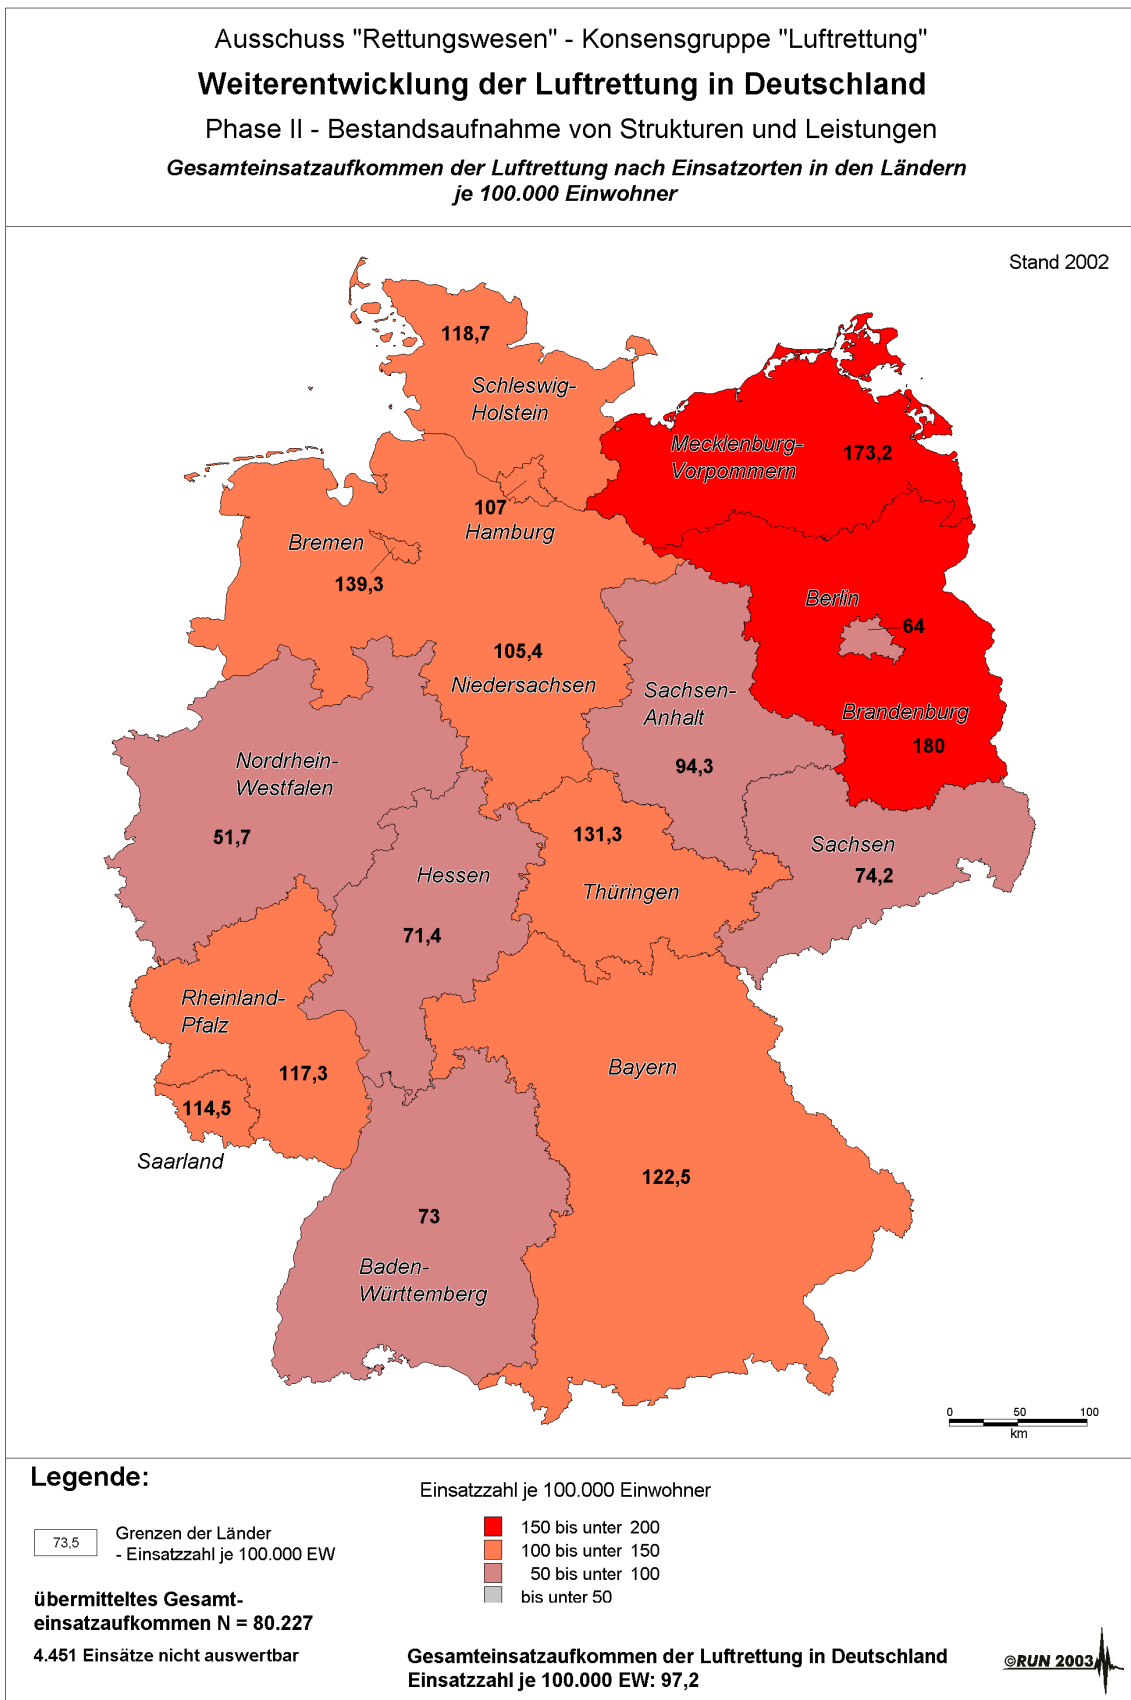 Ausschuss "Rettungswesen" - Konsensgruppe "Luftrettung"
Weiterentwicklung der Luftrettung in Deutschland
Phase II - Bestandsaufnahme von Strukturen und Leistungen
Gesamteinsatzaufkommen der Luftrettung nach Einsatzorten in den Ländern
je 100.000 Einwohner
Stand 2002
118,7
Schleswig-
Holstein
Mecklenburg-
Vorpommern
173,2
107
Hamburg
Bremen
139,3
Berlin
64
105,4
Niedersachsen
Sachsen-
Anhalt
94,3
Brandenburg
180
Nordrhein-
Westfalen
51,7
131,3
Thüringen
Sachsen
74,2
Hessen
71,4
Rheinland-
Pfalz
117,3
114,5
Saarland
Bayern
122,5
73
Baden-
Württemberg
0 50 100
km
Legende:
73,5
Grenzen der Länder
- Einsatzzahl je 100.000 EW
übermitteltes Gesamt-
einsatzaufkommen N = 80.227
4.451 Einsätze nicht auswertbar
Einsatzzahl je 100.000 Einwohner
150 bis unter 200
100 bis unter 150
50 bis unter 100
bis unter 50
Gesamteinsatzaufkommen der Luftrettung in Deutschland
Einsatzzahl je 100.000 EW: 97,2
©RUN 2003